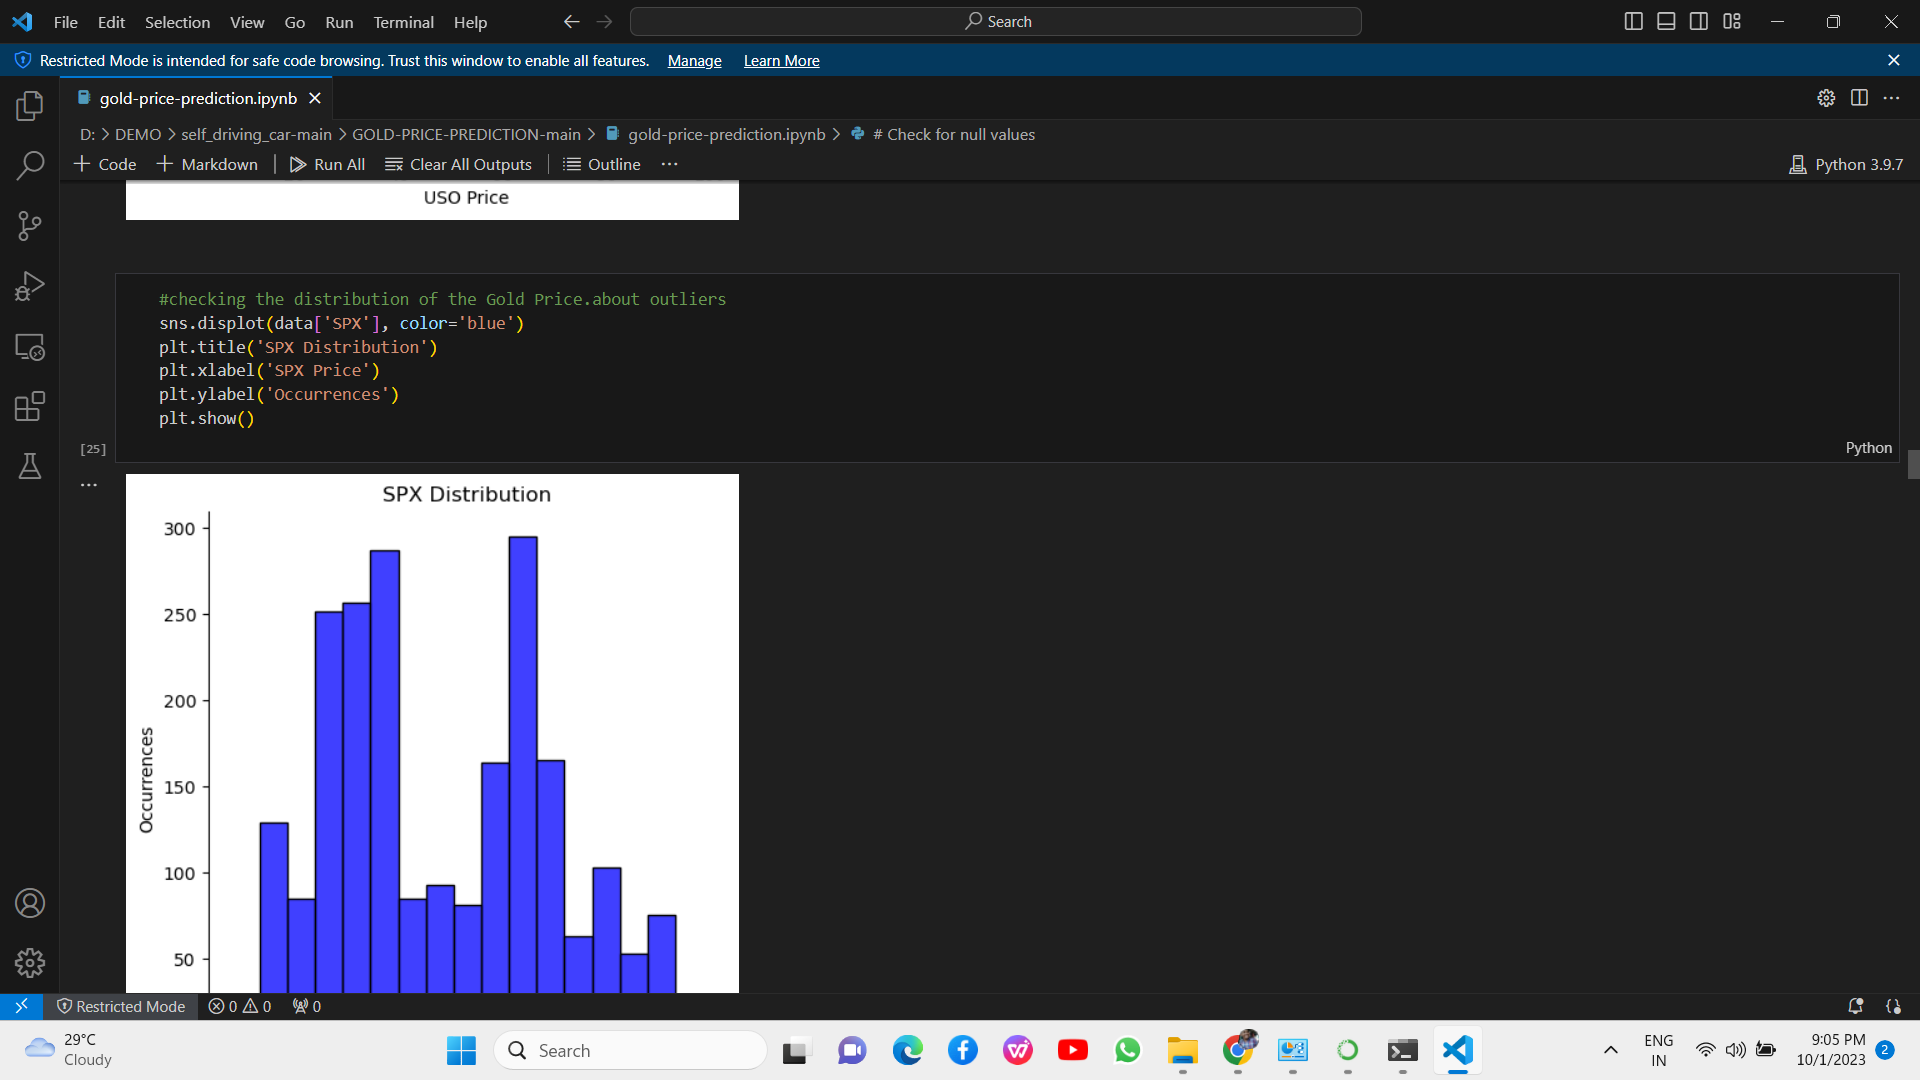 File Edit Selection View Go Run Terminal Help
Search
Restricted Mode is intended for safe code browsing. Trust this window to enable all features. Manage Learn More
gold-price-prediction.ipynb
D: > DEMO > self_driving_car-main > GOLD-PRICE-PREDICTION-main > gold-price-prediction.ipynb > # Check for null values
+ Code + Markdown | Run All Clear All Outputs | Outline ... Python 3.9.7
USO Price
#checking the distribution of the Gold Price.about outliers
sns.displot(data['SPX'], color='blue')
plt.title('SPX Distribution')
plt.xlabel('SPX Price')
plt.ylabel('Occurrences')
plt.show()
[25] Python
...
SPX Distribution
300
250
200
Occurrences
150
100
50
Restricted Mode 0 0 0
29°C
Cloudy
Search
ENG
IN
9:05 PM
10/1/2023
2